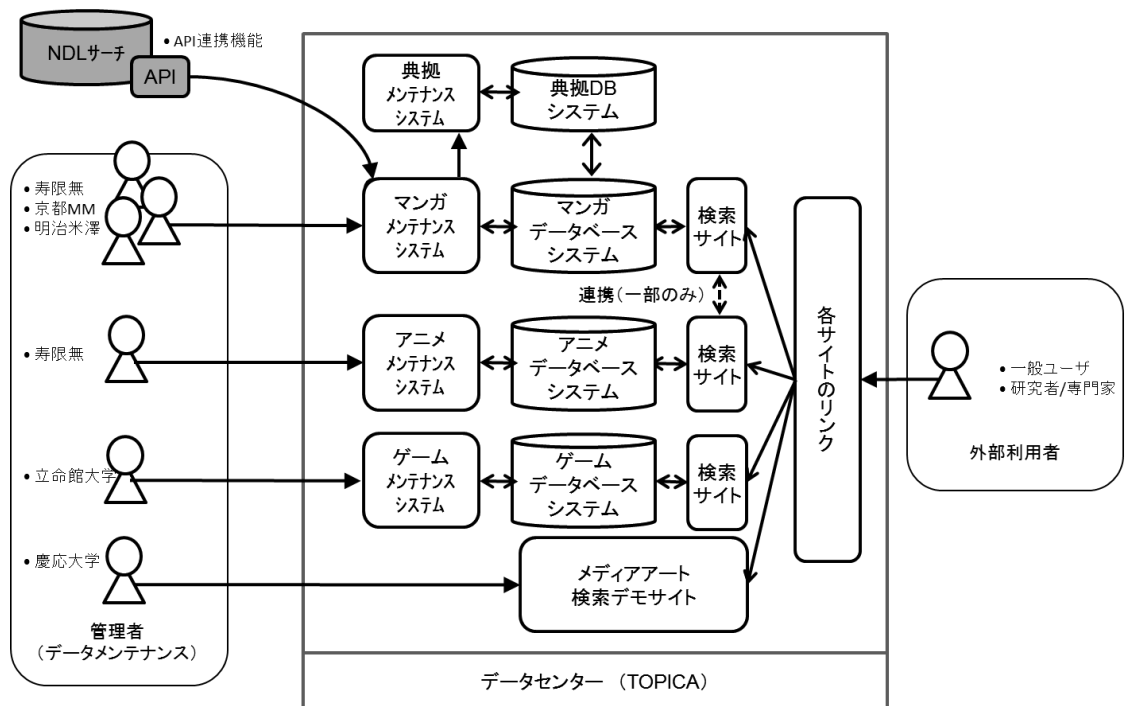 NDLサーチ
API
• API連携機能
典拠
メンテナンス
システム
典拠DB
システム
• 寿限無
• 京都MM
• 明治米澤
マンガ
メンテナンス
システム
マンガ
データベース
システム
検索
サイト
連携（一部のみ）
• 寿限無
アニメ
メンテナンス
システム
アニメ
データベース
システム
検索
サイト
各サイトのリンク
• 一般ユーザ
• 研究者/専門家
外部利用者
• 立命館大学
ゲーム
メンテナンス
システム
ゲーム
データベース
システム
検索
サイト
• 慶応大学
メディアアート
検索デモサイト
管理者
（データメンテナンス）
データセンター （TOPICA）